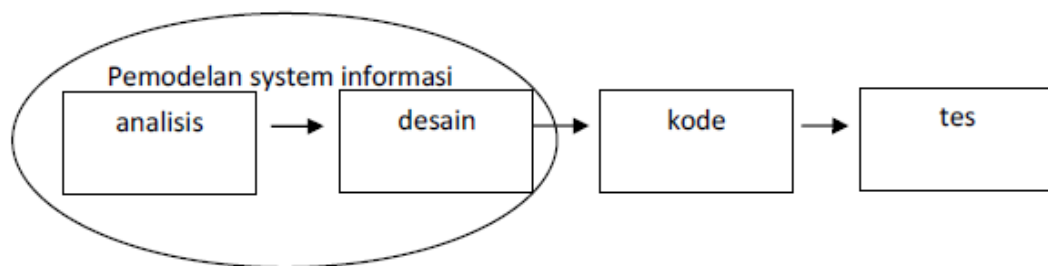 Pemodelan system informasi
analisis
desain
kode
tes